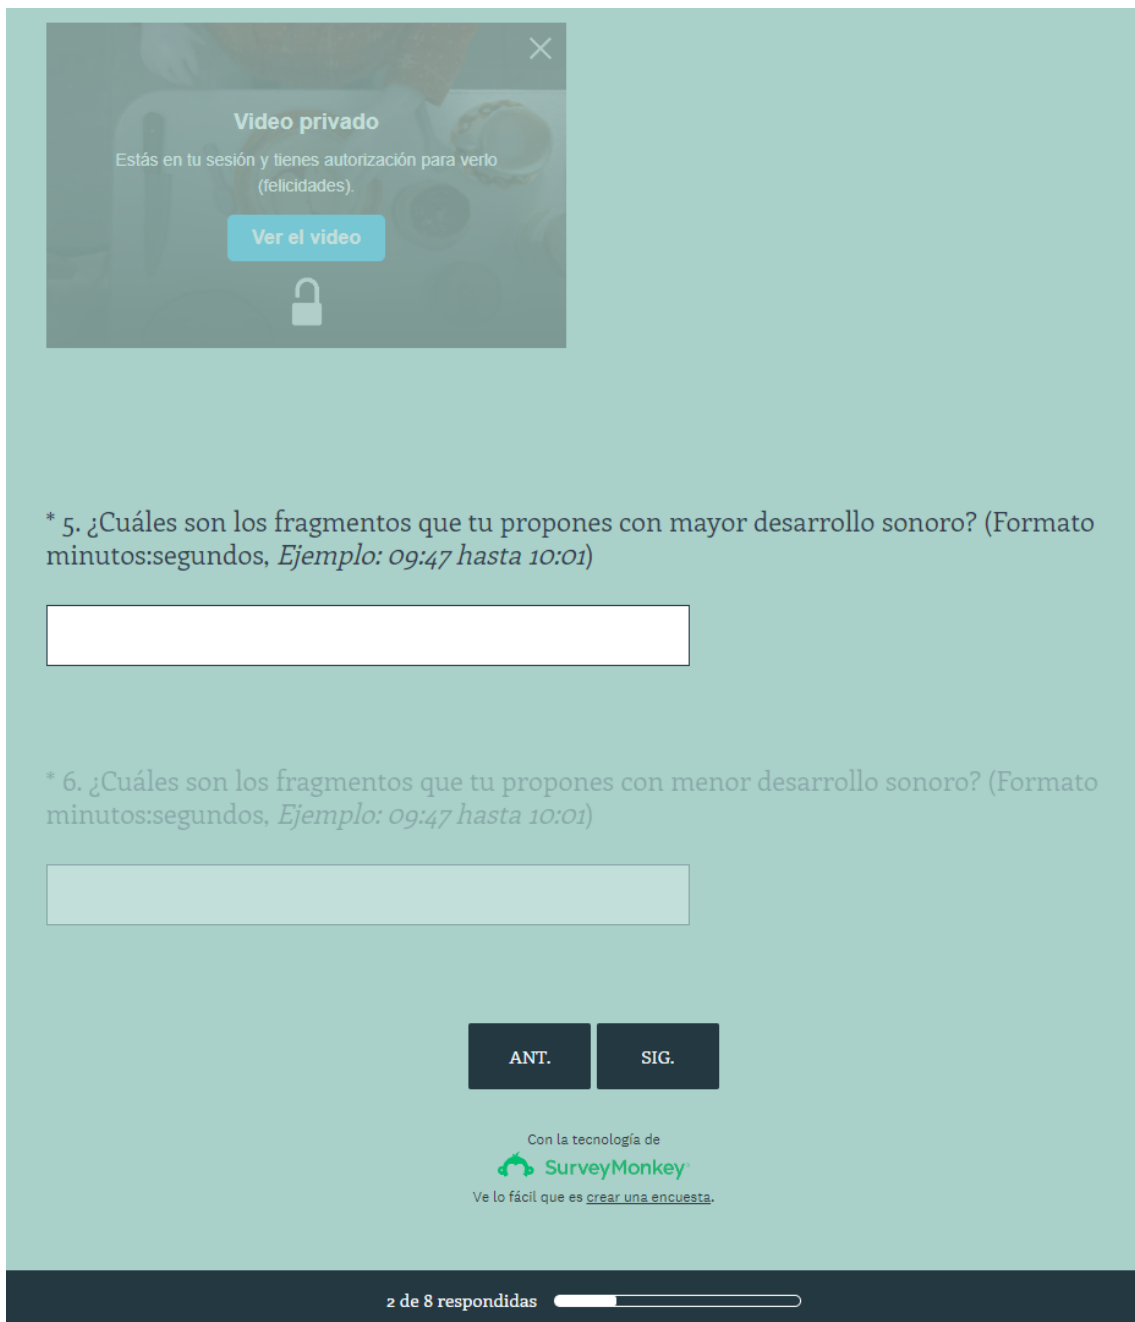 Video privado
Estás en tu sesión y tienes autorización para verlo
(felicidades).
Ver el video
* 5. ¿Cuáles son los fragmentos que tu propones con mayor desarrollo sonoro? (Formato
minutos:segundos, Ejemplo: 09:47 hasta 10:01)
* 6. ¿Cuáles son los fragmentos que tu propones con menor desarrollo sonoro? (Formato
minutos:segundos, Ejemplo: 09:47 hasta 10:01)
ANT. SIG.
Con la tecnología de
SurveyMonkey
Ve lo fácil que es crear una encuesta.
2 de 8 respondidas